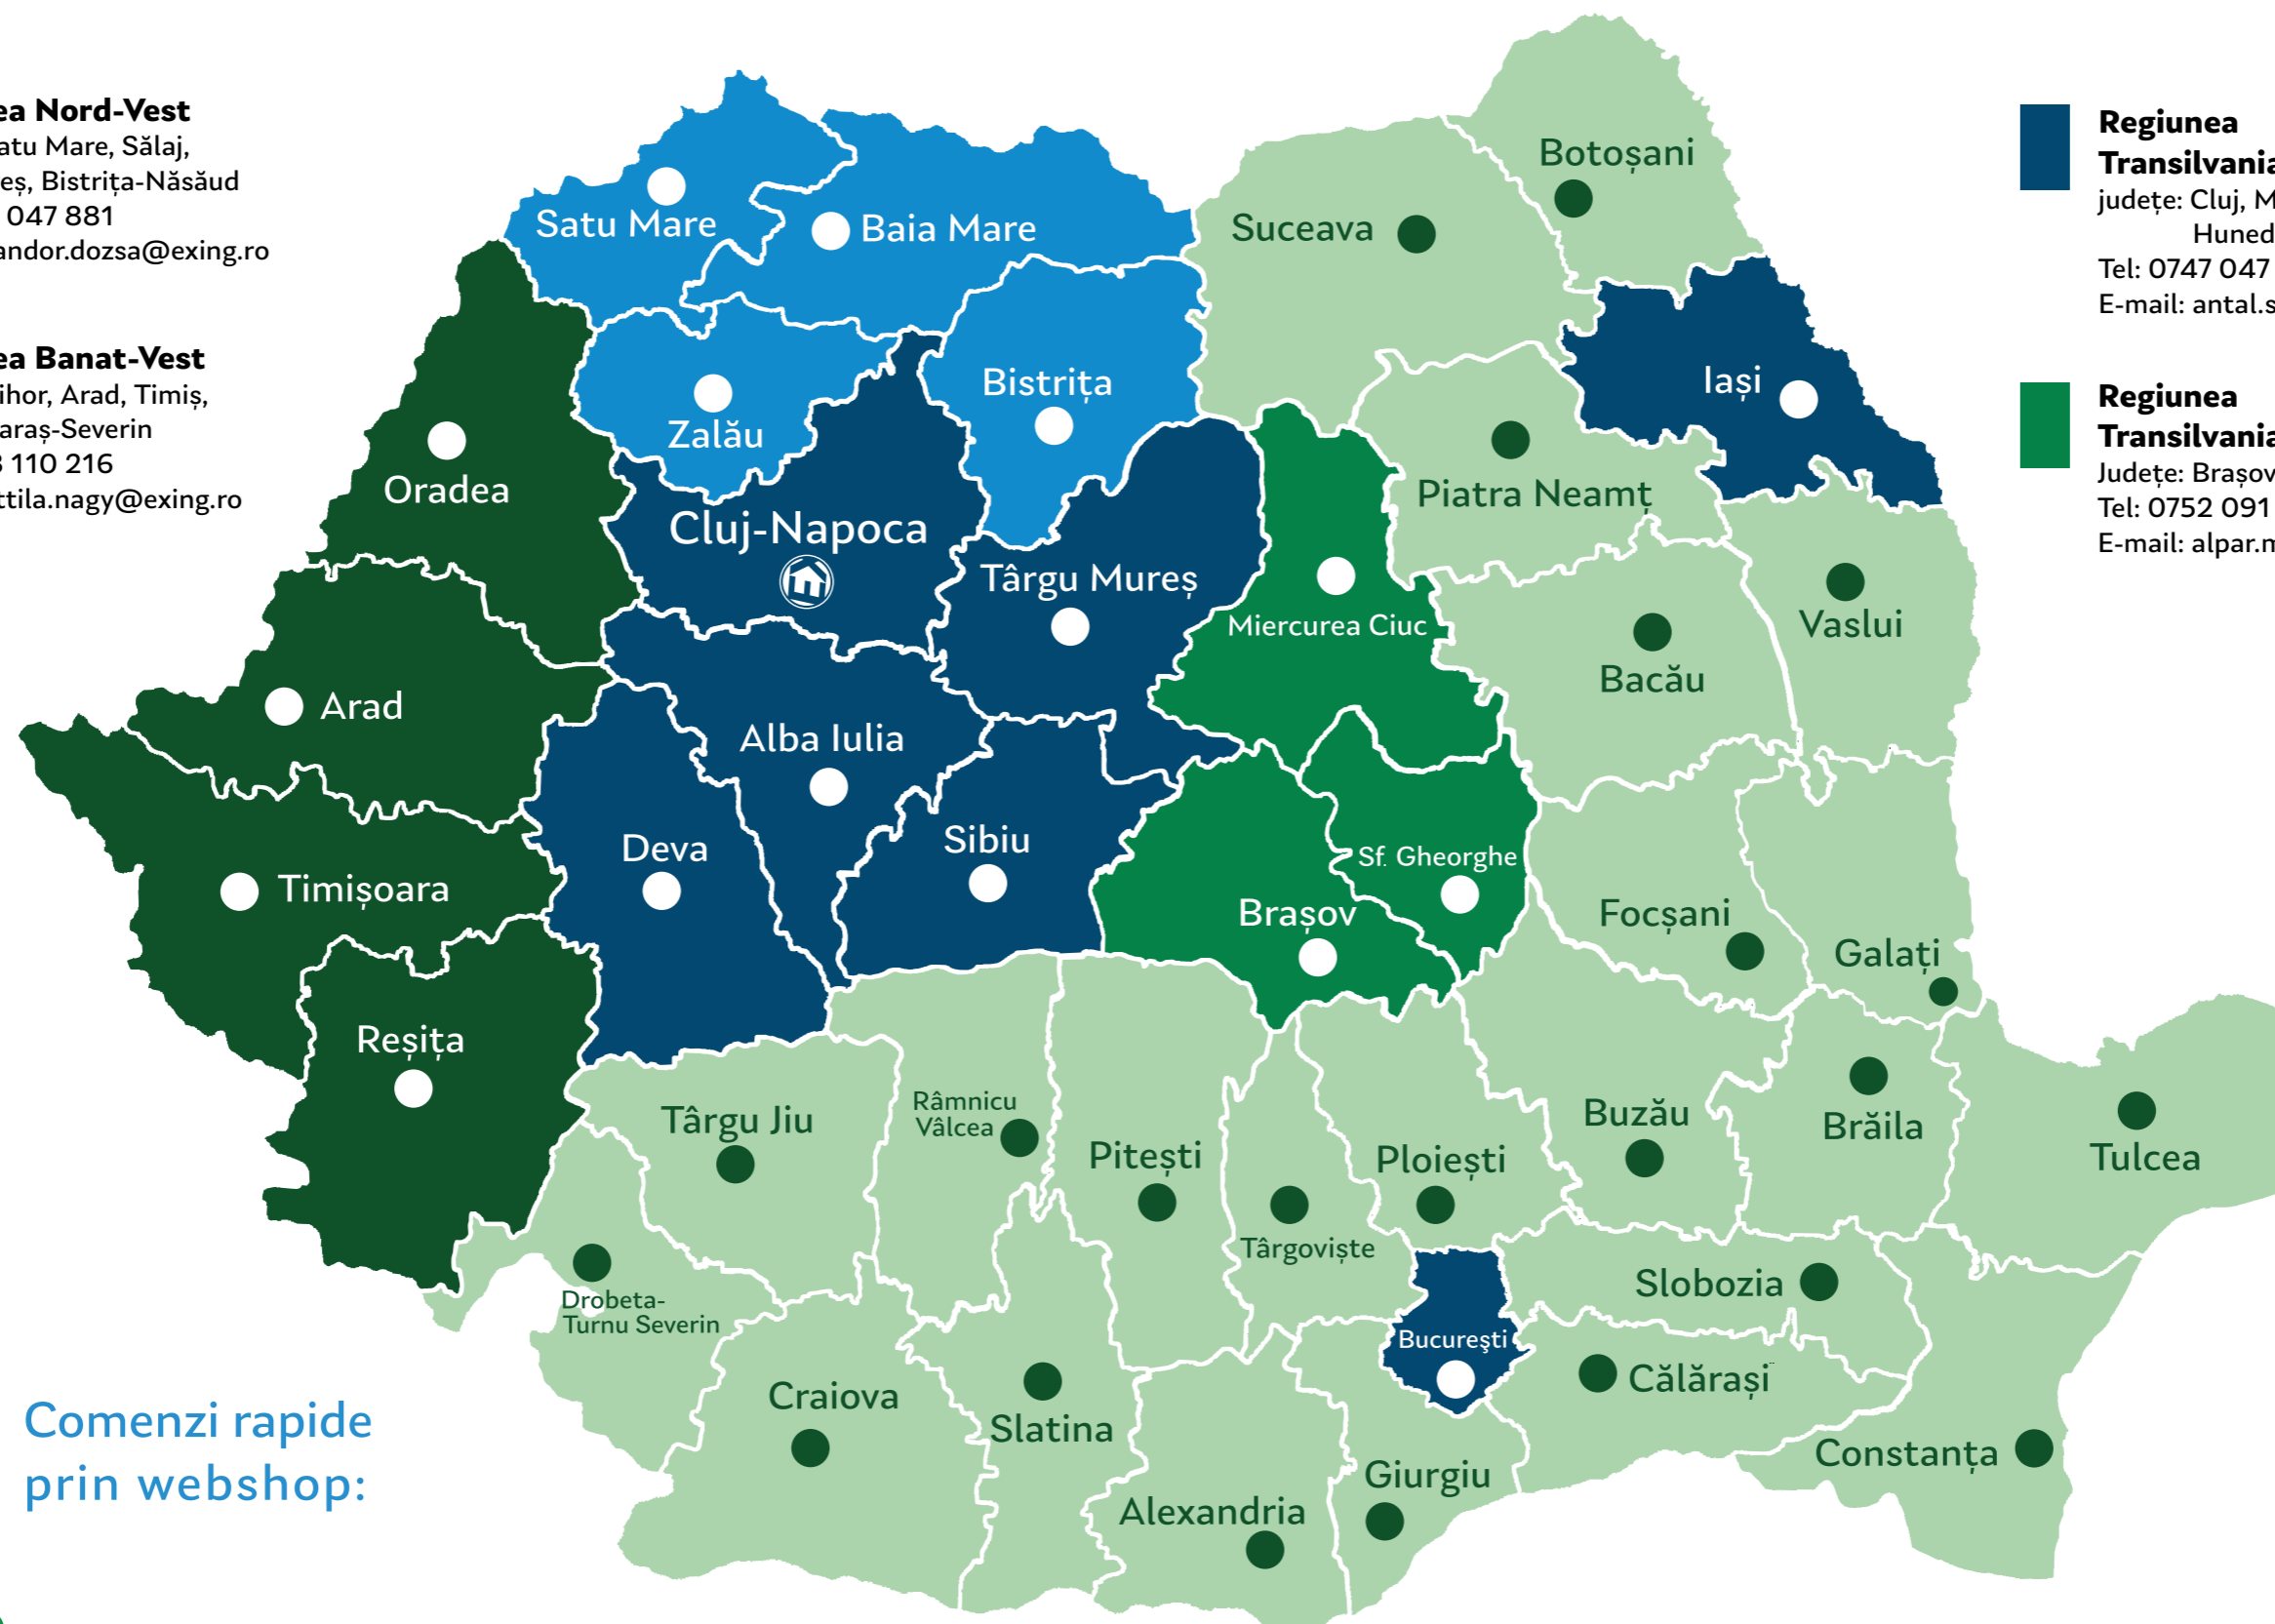 ea Nord-Vest
atu Mare, Sălaj,
eș, Bistrița-Năsăud
047 881
andor.dozsa@exing.ro
ea Banat-Vest
ihor, Arad, Timiș,
araș-Severin
110 216
ttila.nagy@exing.ro
Regiunea
Transilvania
județe: Cluj, M
Huned
Tel: 0747 047
E-mail: antal.s
Regiunea
Transilvania
Județe: Brașov
Tel: 0752 091
E-mail: alpar.m
Botoșani
Suceava
Satu Mare
Baia Mare
Iași
Bistrița
Zalău
Oradea
Piatra Neamț
Cluj-Napoca
Târgu Mureș
Miercurea Ciuc
Vaslui
Bacău
Arad
Alba Iulia
Deva
Sibiu
Sf. Gheorghe
Timișoara
Brașov
Focșani
Galați
Reșița
Târgu Jiu
Râmnicu
Vâlcea
Pitești
Ploiești
Buzău
Brăila
Tulcea
Târgoviște
Drobeta-
Turnu Severin
Slobozia
București
Călărași
Craiova
Slatina
Constanța
Giurgiu
Alexandria
Comenzi rapide
prin webshop: